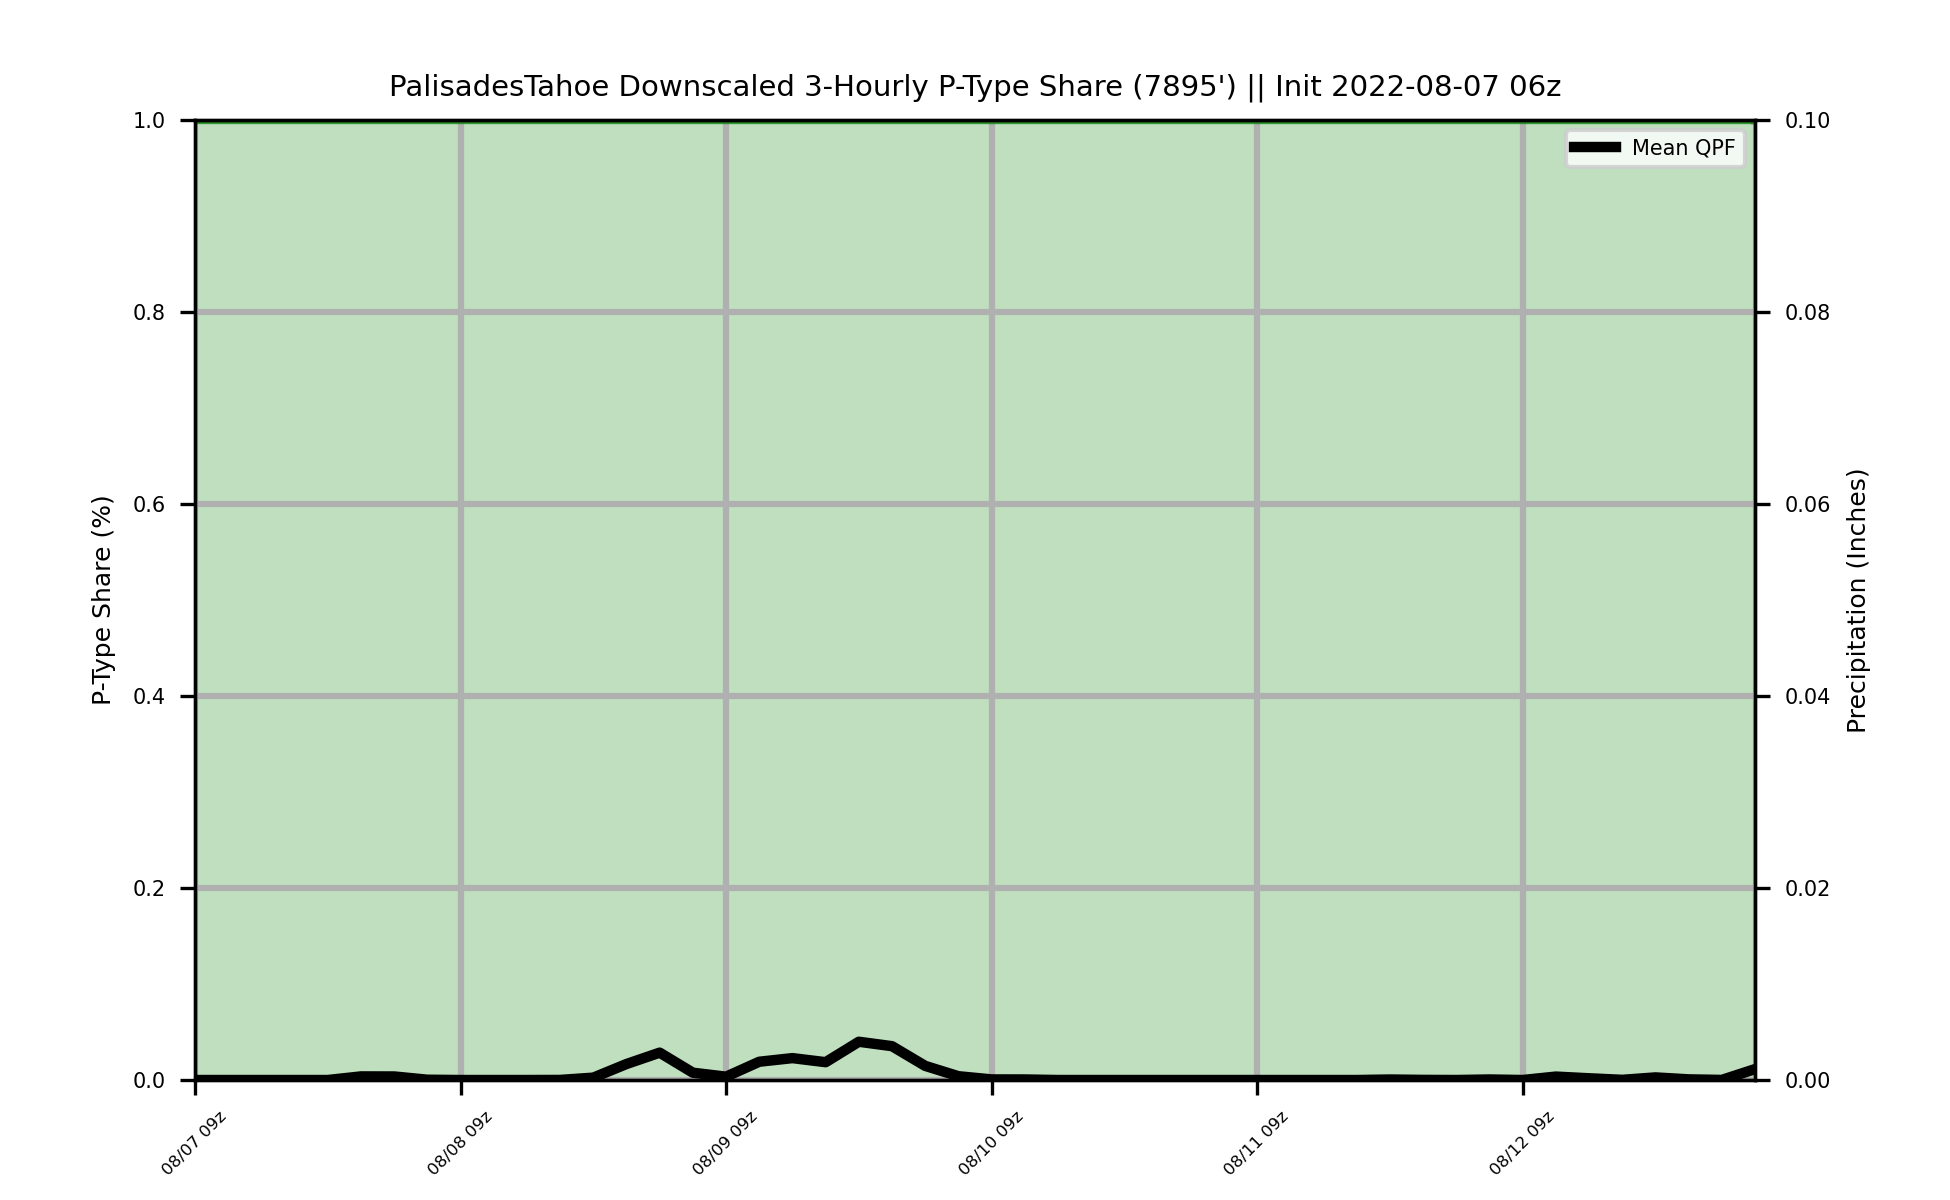 PalisadesTahoe Downscaled 3-Hourly P-Type Share (7895') || Init 2022-08-07 06z
Mean QPF
P-Type Share (%)
1.0
0.8
0.6
0.4
0.2
0.0
0.10
0.08
0.06
0.04
0.02
0.00
Precipitation (Inches)
08/07 09z
08/08 09z
08/09 09z
08/10 09z
08/11 09z
08/12 09z